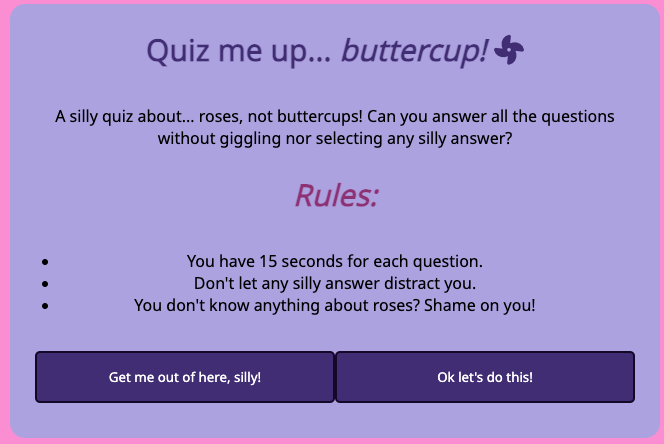 Quiz me up... buttercup!
A silly quiz about... roses, not buttercups! Can you answer all the questions
without giggling nor selecting any silly answer?
Rules:
You have 15 seconds for each question.
Don't let any silly answer distract you.
You don't know anything about roses? Shame on you!
Get me out of here, silly!
Ok let's do this!